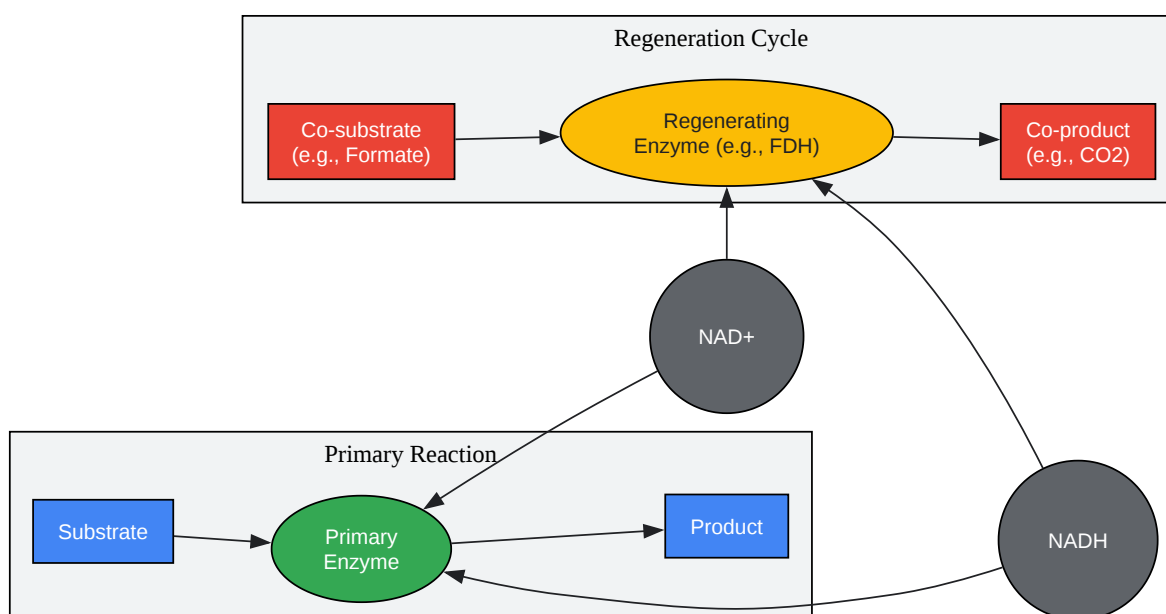 Regeneration Cycle
Co-substrate
(e.g., Formate)
Regenerating
Enzyme (e.g., FDH)
Co-product
(e.g., CO2)
NAD+
Primary Reaction
Substrate
Primary
Enzyme
Product
NADH